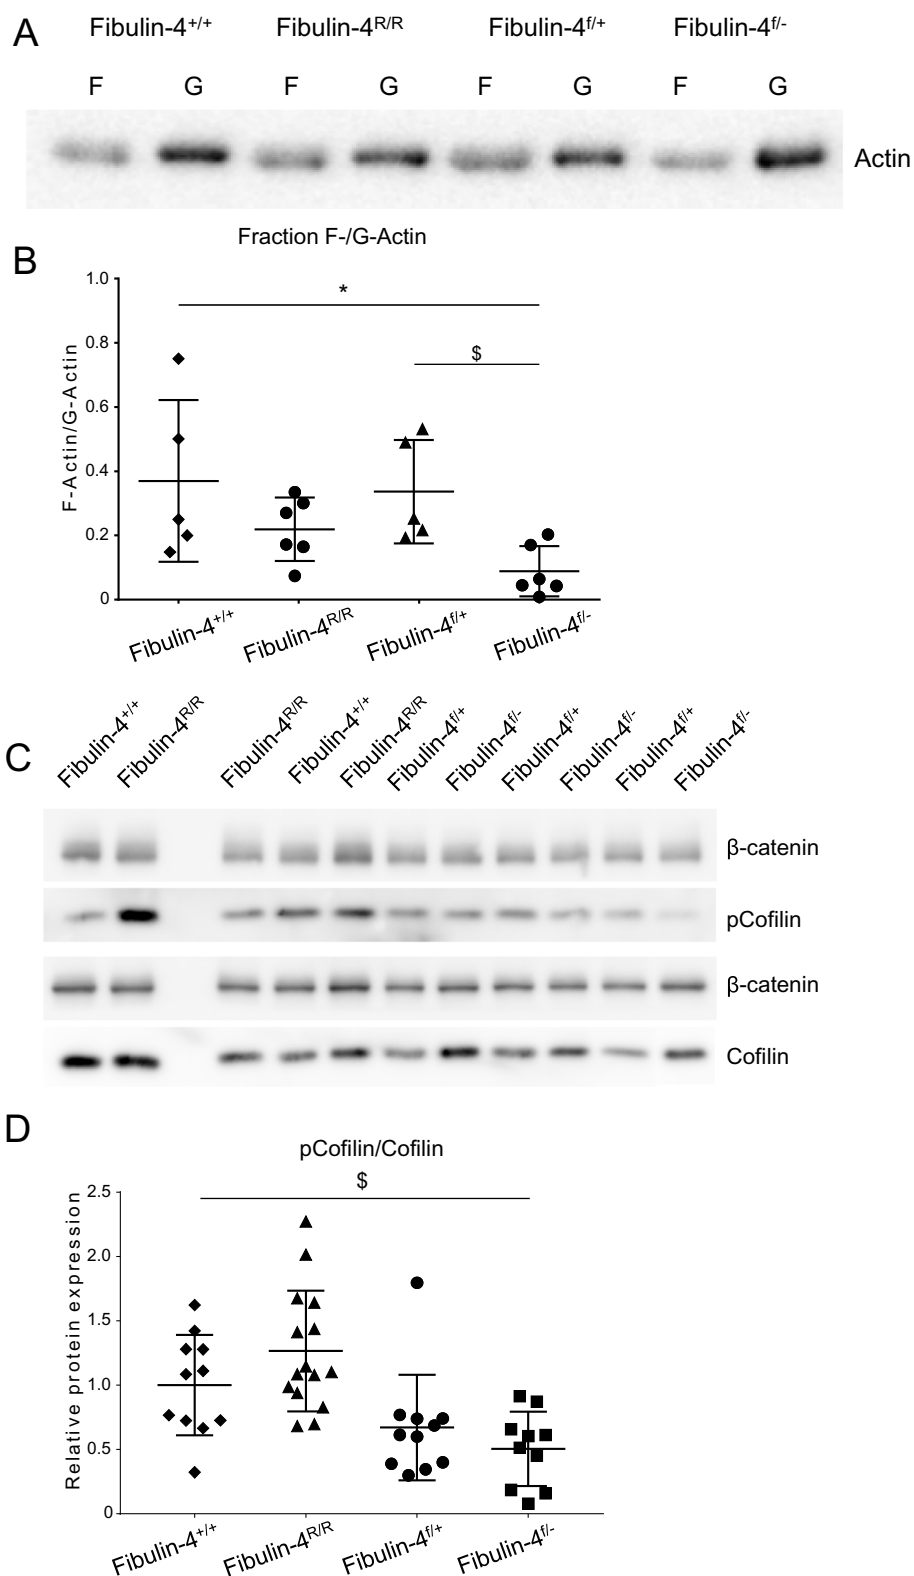 A
Fibulin-4+/+ Fibulin-4R/R Fibulin-4f/+ Fibulin-4f/-
F G F G F G F G
Actin
B
Fraction F-/G-Actin
F-Actin/G-Actin
1.0
0.8
0.6
0.4
0.2
0
*
$
Fibulin-4+/+ Fibulin-4R/R Fibulin-4f/+ Fibulin-4f/-
C
Fibulin-4+/+ Fibulin-4R/R Fibulin-4R/R Fibulin-4+/+ Fibulin-4R/R Fibulin-4f/+ Fibulin-4f/- Fibulin-4f/+ Fibulin-4f/- Fibulin-4f/+ Fibulin-4f/-
β-catenin
pCofilin
β-catenin
Cofilin
D
pCofilin/Cofilin
$
Relative protein expression
2.5
2.0
1.5
1.0
0.5
0
Fibulin-4+/+ Fibulin-4R/R Fibulin-4f/+ Fibulin-4f/-